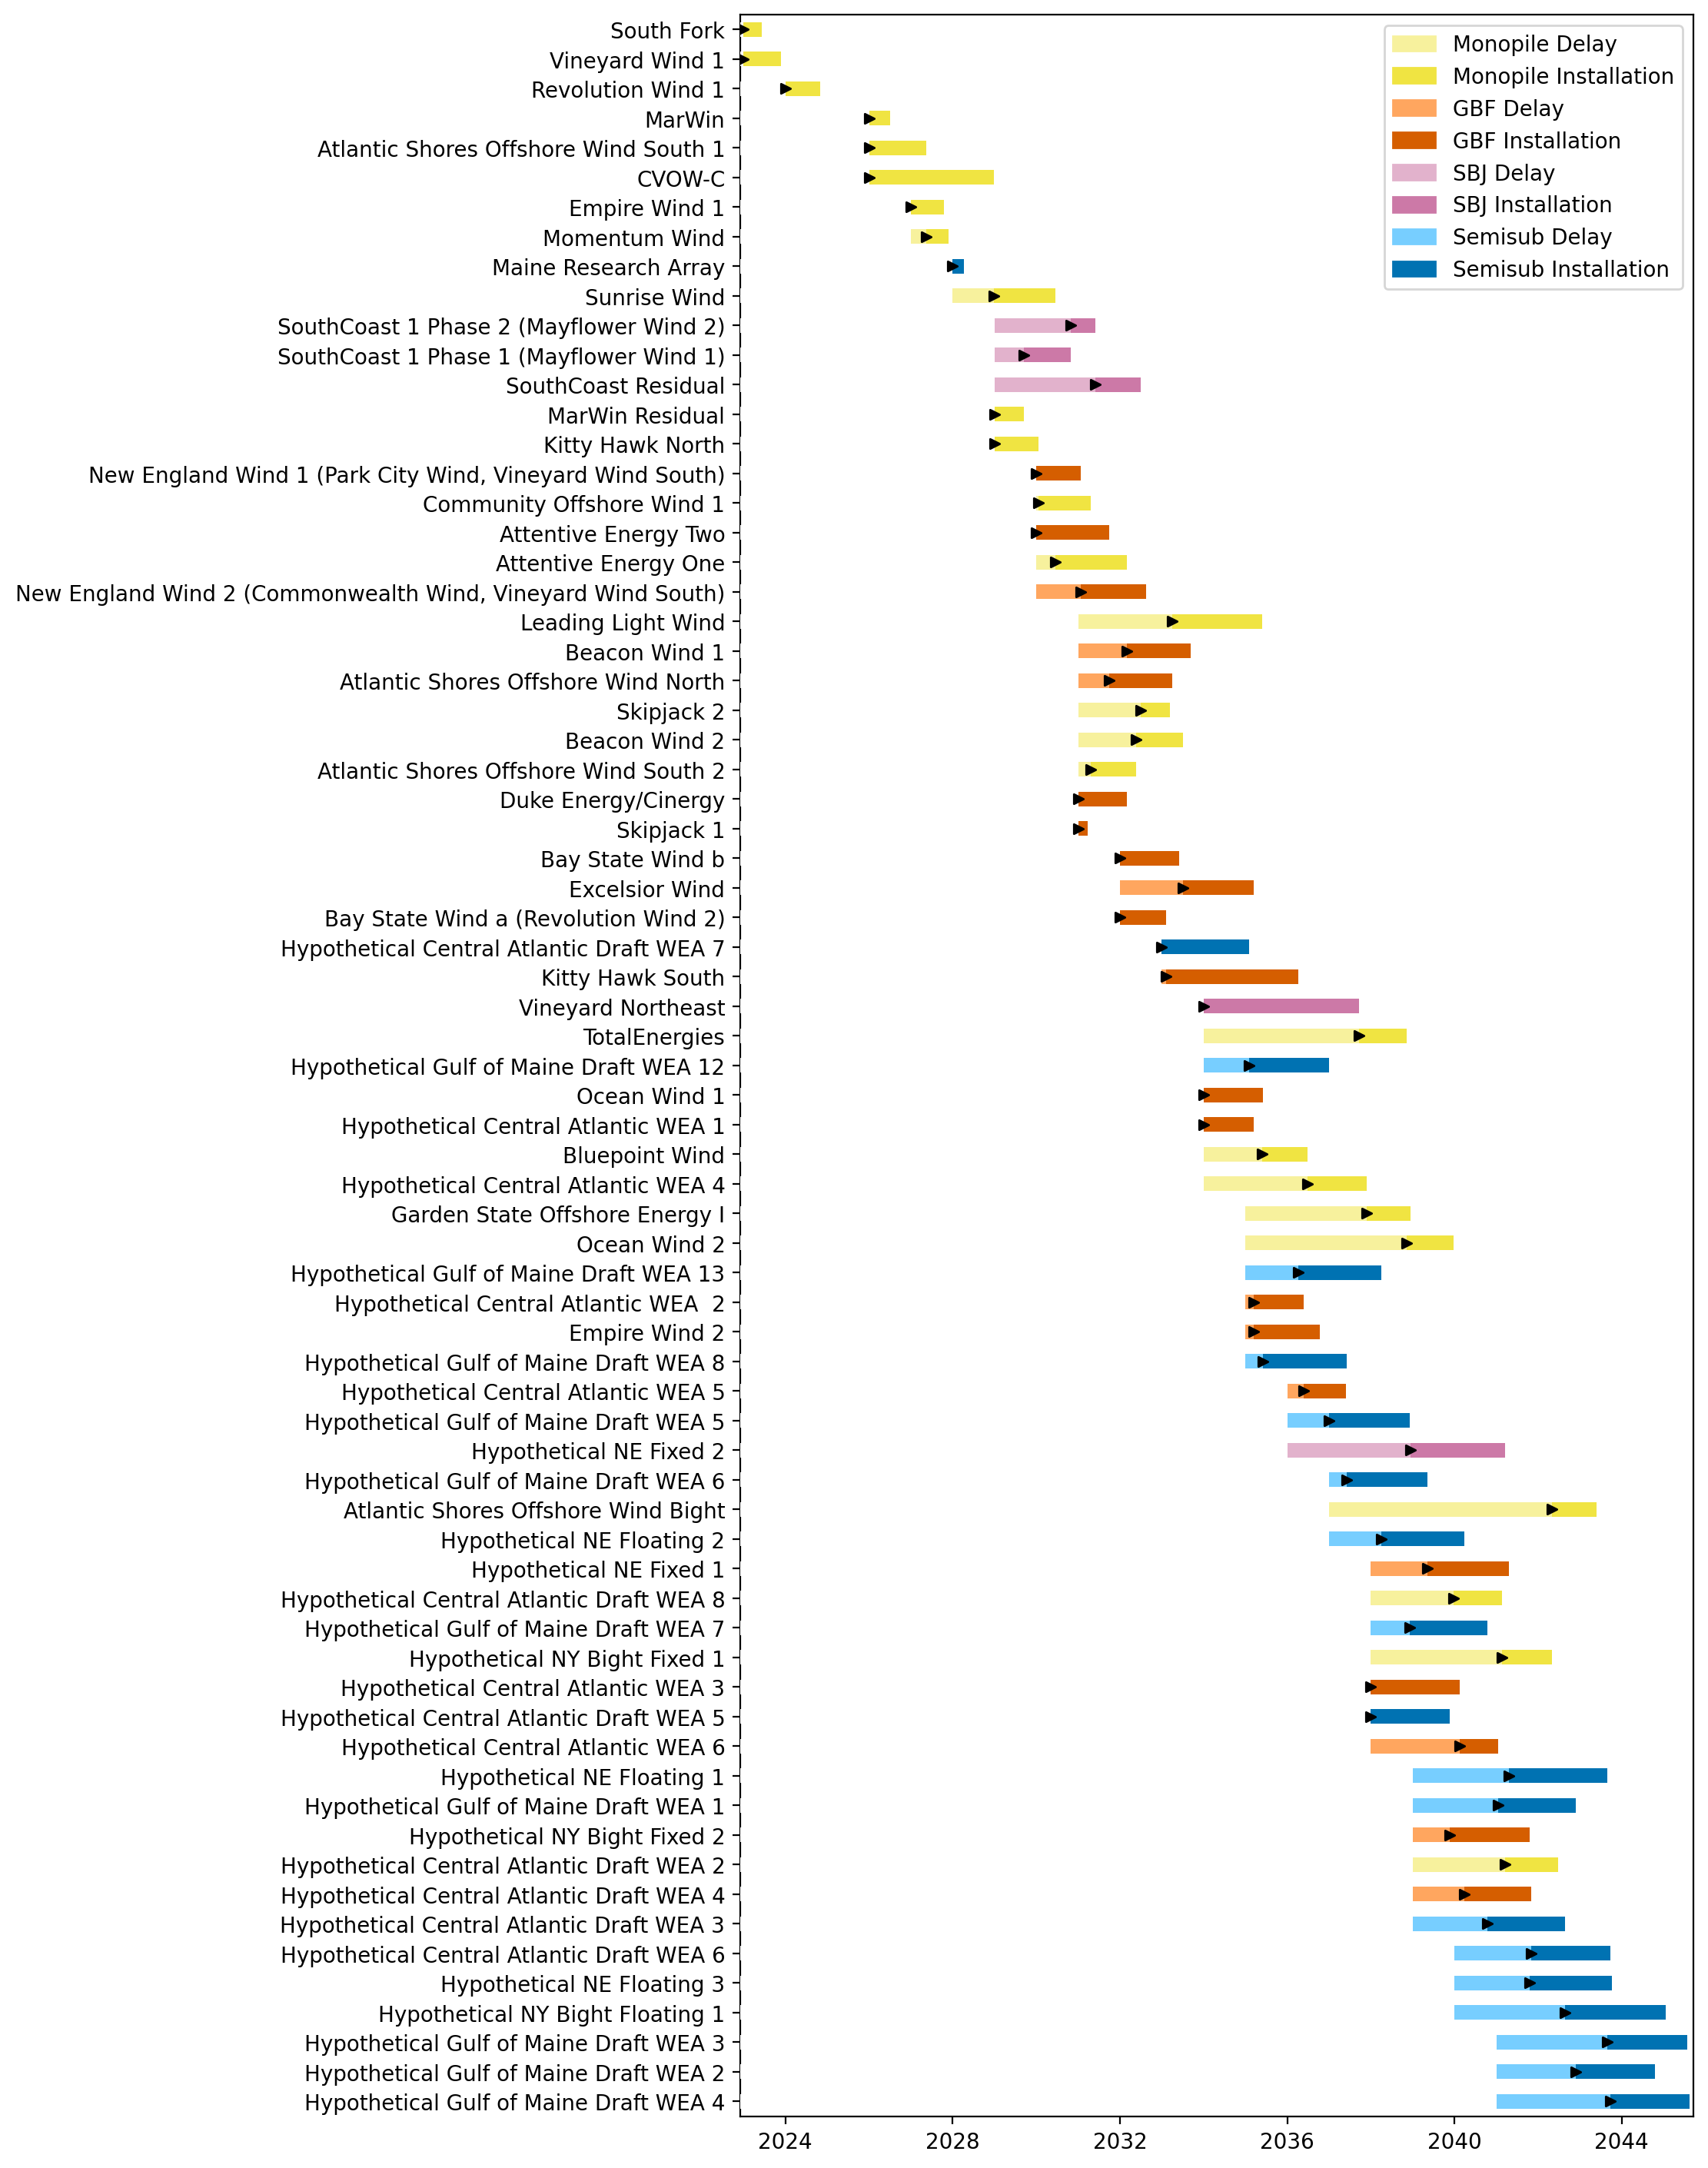 South Fork
Vineyard Wind 1
Revolution Wind 1
MarWin
Atlantic Shores Offshore Wind South 1
CVOW-C
Empire Wind 1
Momentum Wind
Maine Research Array
Sunrise Wind
SouthCoast 1 Phase 2 (Mayflower Wind 2)
SouthCoast 1 Phase 1 (Mayflower Wind 1)
SouthCoast Residual
MarWin Residual
Kitty Hawk North
New England Wind 1 (Park City Wind, Vineyard Wind South)
Community Offshore Wind 1
Attentive Energy Two
Attentive Energy One
New England Wind 2 (Commonwealth Wind, Vineyard Wind South)
Leading Light Wind
Beacon Wind 1
Atlantic Shores Offshore Wind North
Skipjack 2
Beacon Wind 2
Atlantic Shores Offshore Wind South 2
Duke Energy/Cinergy
Skipjack 1
Bay State Wind b
Excelsior Wind
Bay State Wind a (Revolution Wind 2)
Hypothetical Central Atlantic Draft WEA 7
Kitty Hawk South
Vineyard Northeast
TotalEnergies
Hypothetical Gulf of Maine Draft WEA 12
Ocean Wind 1
Hypothetical Central Atlantic WEA 1
Bluepoint Wind
Hypothetical Central Atlantic WEA 4
Garden State Offshore Energy I
Ocean Wind 2
Hypothetical Gulf of Maine Draft WEA 13
Hypothetical Central Atlantic WEA  2
Empire Wind 2
Hypothetical Gulf of Maine Draft WEA 8
Hypothetical Central Atlantic WEA 5
Hypothetical Gulf of Maine Draft WEA 5
Hypothetical NE Fixed 2
Hypothetical Gulf of Maine Draft WEA 6
Atlantic Shores Offshore Wind Bight
Hypothetical NE Floating 2
Hypothetical NE Fixed 1
Hypothetical Central Atlantic Draft WEA 8
Hypothetical Gulf of Maine Draft WEA 7
Hypothetical NY Bight Fixed 1
Hypothetical Central Atlantic WEA 3
Hypothetical Central Atlantic Draft WEA 5
Hypothetical Central Atlantic WEA 6
Hypothetical NE Floating 1
Hypothetical Gulf of Maine Draft WEA 1
Hypothetical NY Bight Fixed 2
Hypothetical Central Atlantic Draft WEA 2
Hypothetical Central Atlantic Draft WEA 4
Hypothetical Central Atlantic Draft WEA 3
Hypothetical Central Atlantic Draft WEA 6
Hypothetical NE Floating 3
Hypothetical NY Bight Floating 1
Hypothetical Gulf of Maine Draft WEA 3
Hypothetical Gulf of Maine Draft WEA 2
Hypothetical Gulf of Maine Draft WEA 4
Monopile Delay
Monopile Installation
GBF Delay
GBF Installation
SBJ Delay
SBJ Installation
Semisub Delay
Semisub Installation
2024 2028 2032 2036 2040 2044